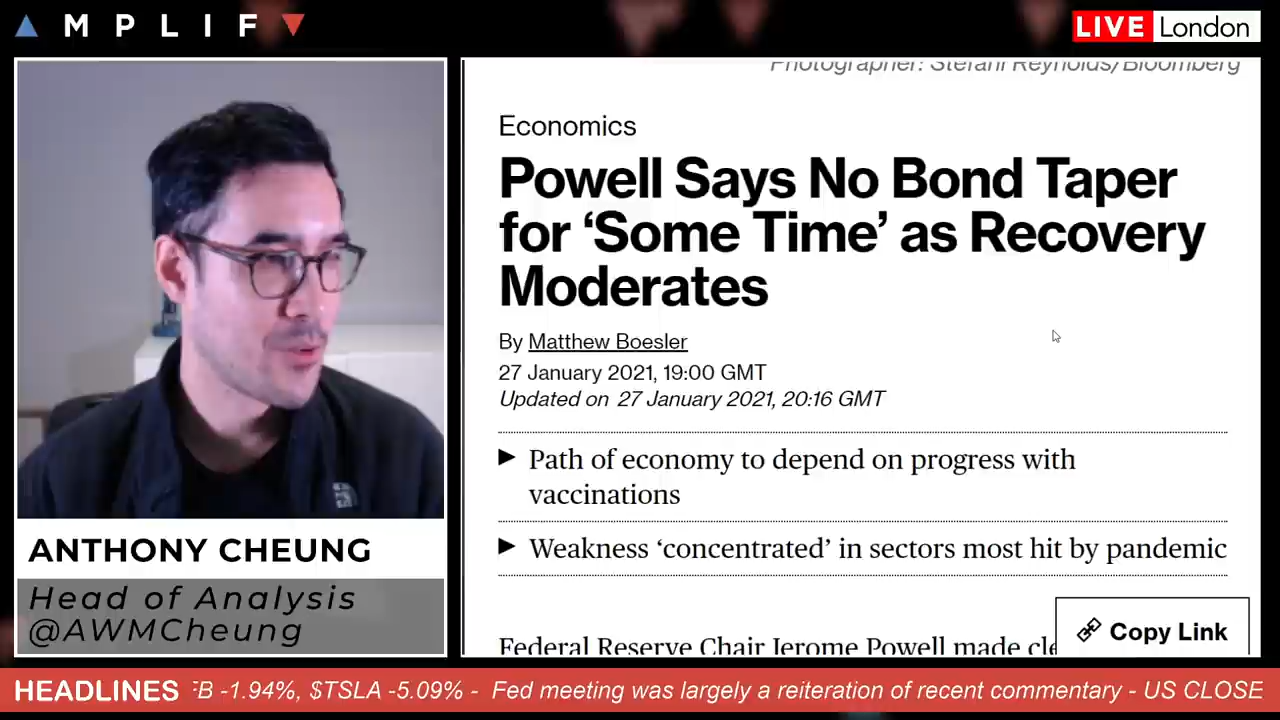 AMPLIFY
LIVE London
Photographer: Stefani Reynolds/Bloomberg
Economics
Powell Says No Bond Taper
for ‘Some Time’ as Recovery
Moderates
By Matthew Boesler
27 January 2021, 19:00 GMT
Updated on 27 January 2021, 20:16 GMT
► Path of economy to depend on progress with
vaccinations
► Weakness ‘concentrated’ in sectors most hit by pandemic
Federal Reserve Chair Jerome Powell made
Copy Link
ANTHONY CHEUNG
Head of Analysis
@AWMCheung
HEADLINES -1.94%, $TSLA -5.09% - Fed meeting was largely a reiteration of recent commentary - US CLOSE